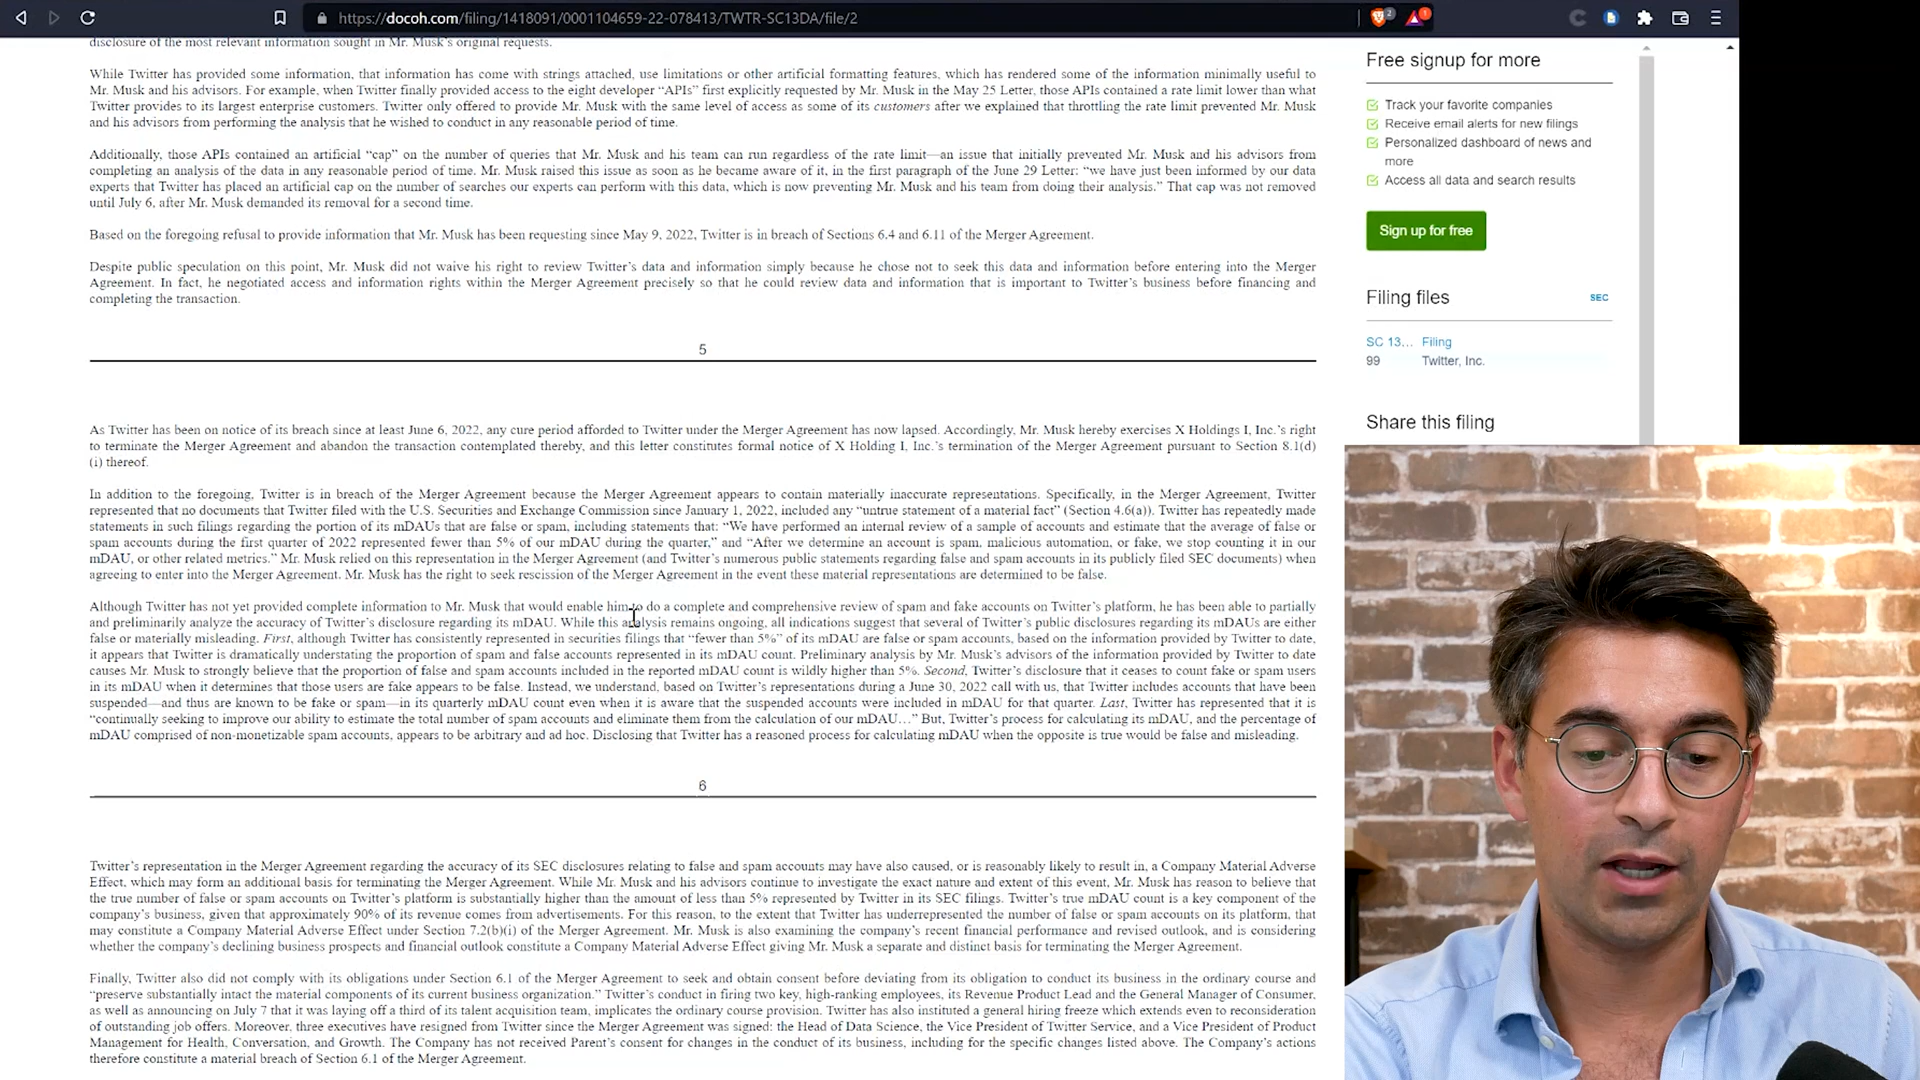 https://docoh.com/filing/1418091/0001104659-22-078413/TWTR-SC13DA/file/2
2
1
disclosure of the most relevant information sought in Mr. Musk's original requests.
While Twitter has provided some information, that information has come with strings attached, use limitations or other artificial formatting features, which has rendered some of the information minimally useful to
Mr. Musk and his advisors. For example, when Twitter finally provided access to the eight developer “APIs” first explicitly requested by Mr. Musk in the May 25 Letter, those APIs contained a rate limit lower than what
Twitter provides to its largest enterprise customers. Twitter only offered to provide Mr. Musk with the same level of access as some of its customers after we explained that throttling the rate limit prevented Mr. Musk
and his advisors from performing the analysis that he wished to conduct in any reasonable period of time.
Additionally, those APIs contained an artificial “cap” on the number of queries that Mr. Musk and his team can run regardless of the rate limit—an issue that initially prevented Mr. Musk and his advisors from
completing an analysis of the data in any reasonable period of time. Mr. Musk raised this issue as soon as he became aware of it, in the first paragraph of the June 29 Letter: “we have just been informed by our data
experts that Twitter has placed an artificial cap on the number of searches our experts can perform with this data, which is now preventing Mr. Musk and his team from doing their analysis.” That cap was not removed
until July 6, after Mr. Musk demanded its removal for a second time.
Based on the foregoing refusal to provide information that Mr. Musk has been requesting since May 9, 2022, Twitter is in breach of Sections 6.4 and 6.11 of the Merger Agreement.
Despite public speculation on this point, Mr. Musk did not waive his right to review Twitter's data and information simply because he chose not to seek this data and information before entering into the Merger
Agreement. In fact, he negotiated access and information rights within the Merger Agreement precisely so that he could review data and information that is important to Twitter's business before financing and
completing the transaction.
5
As Twitter has been on notice of its breach since at least June 6, 2022, any cure period afforded to Twitter under the Merger Agreement has now lapsed. Accordingly, Mr. Musk hereby exercises X Holdings I, Inc.'s right
to terminate the Merger Agreement and abandon the transaction contemplated thereby, and this letter constitutes formal notice of X Holding I, Inc.'s termination of the Merger Agreement pursuant to Section 8.1(d)
(i) thereof.
In addition to the foregoing, Twitter is in breach of the Merger Agreement because the Merger Agreement appears to contain materially inaccurate representations. Specifically, in the Merger Agreement, Twitter
represented that no documents that Twitter filed with the U.S. Securities and Exchange Commission since January 1, 2022, included any “untrue statement of a material fact” (Section 4.6(a)). Twitter has repeatedly made
statements in such filings regarding the portion of its mDAUs that are false or spam, including statements that: “We have performed an internal review of a sample of accounts and estimate that the average of false or
spam accounts during the first quarter of 2022 represented fewer than 5% of our mDAU during the quarter,” and “After we determine an account is spam, malicious automation, or fake, we stop counting it in our
mDAU, or other related metrics.” Mr. Musk relied on this representation in the Merger Agreement (and Twitter's numerous public statements regarding false and spam accounts in its publicly filed SEC documents) when
agreeing to enter into the Merger Agreement. Mr. Musk has the right to seek rescission of the Merger Agreement in the event these material representations are determined to be false.
Although Twitter has not yet provided complete information to Mr. Musk that would enable him to do a complete and comprehensive review of spam and fake accounts on Twitter's platform, he has been able to partially
and preliminarily analyze the accuracy of Twitter's disclosure regarding its mDAU. While this analysis remains ongoing, all indications suggest that several of Twitter's public disclosures regarding its mDAUs are either
false or materially misleading. First, although Twitter has consistently represented in securities filings that “fewer than 5%” of its mDAU are false or spam accounts, based on the information provided by Twitter to date,
it appears that Twitter is dramatically understating the proportion of spam and false accounts represented in its mDAU count. Preliminary analysis by Mr. Musk's advisors of the information provided by Twitter to date
causes Mr. Musk to strongly believe that the proportion of false and spam accounts included in the reported mDAU count is wildly higher than 5%. Second, Twitter's disclosure that it ceases to count fake or spam users
in its mDAU when it determines that those users are fake appears to be false. Instead, we understand, based on Twitter's representations during a June 30, 2022 call with us, that Twitter includes accounts that have been
suspended—and thus are known to be fake or spam—in its quarterly mDAU count even when it is aware that the suspended accounts were included in mDAU for that quarter. Last, Twitter has represented that it is
“continually seeking to improve our ability to estimate the total number of spam accounts and eliminate them from the calculation of our mDAU…” But, Twitter's process for calculating its mDAU, and the percentage of
mDAU comprised of non-monetizable spam accounts, appears to be arbitrary and ad hoc. Disclosing that Twitter has a reasoned process for calculating mDAU when the opposite is true would be false and misleading.
6
Twitter's representation in the Merger Agreement regarding the accuracy of its SEC disclosures relating to false and spam accounts may have also caused, or is reasonably likely to result in, a Company Material Adverse
Effect, which may form an additional basis for terminating the Merger Agreement. While Mr. Musk and his advisors continue to investigate the exact nature and extent of this event, Mr. Musk has reason to believe that
the true number of false or spam accounts on Twitter's platform is substantially higher than the amount of less than 5% represented by Twitter in its SEC filings. Twitter's true mDAU count is a key component of the
company's business, given that approximately 90% of its revenue comes from advertisements. For this reason, to the extent that Twitter has underrepresented the number of false or spam accounts on its platform, that
may constitute a Company Material Adverse Effect under Section 7.2(b)(i) of the Merger Agreement. Mr. Musk is also examining the company's recent financial performance and revised outlook, and is considering
whether the company's declining business prospects and financial outlook constitute a Company Material Adverse Effect giving Mr. Musk a separate and distinct basis for terminating the Merger Agreement.
Finally, Twitter also did not comply with its obligations under Section 6.1 of the Merger Agreement to seek and obtain consent before deviating from its obligation to conduct its business in the ordinary course and
“preserve substantially intact the material components of its current business organization.” Twitter's conduct in firing two key, high-ranking employees, its Revenue Product Lead and the General Manager of Consumer,
as well as announcing on July 7 that it was laying off a third of its talent acquisition team, implicates the ordinary course provision. Twitter has also instituted a general hiring freeze which extends even to reconsideration
of outstanding job offers. Moreover, three executives have resigned from Twitter since the Merger Agreement was signed: the Head of Data Science, the Vice President of Twitter Service, and a Vice President of Product
Management for Health, Conversation, and Growth. The Company has not received Parent's consent for changes in the conduct of its business, including for the specific changes listed above. The Company's actions
therefore constitute a material breach of Section 6.1 of the Merger Agreement.
Free signup for more
Track your favorite companies
Receive email alerts for new filings
Personalized dashboard of news and
more
Access all data and search results
Sign up for free
Filing files
SEC
SC 13... Filing
99 Twitter, Inc.
Share this filing